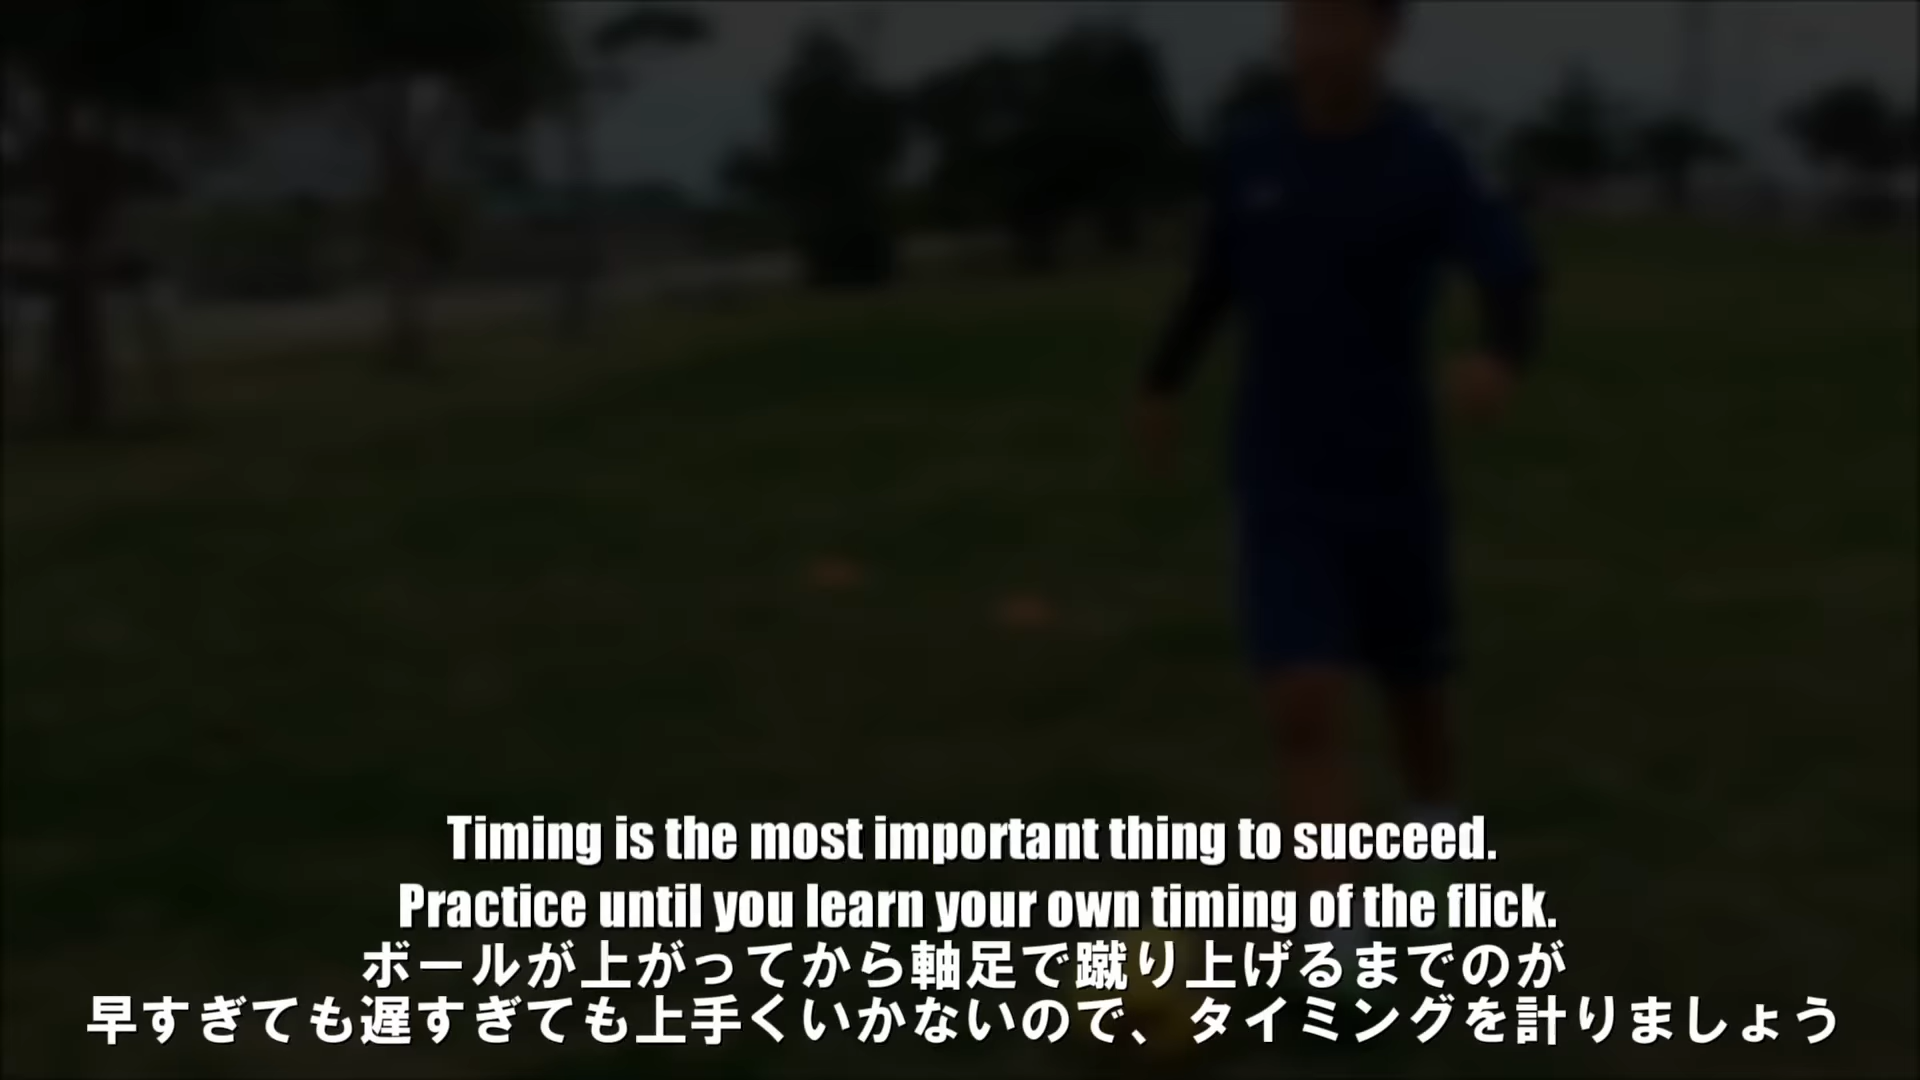 Timing is the most important thing to succeed.
Practice until you learn your own timing of the flick.
ボールが上がってから軸足で蹴り上げるまでのが
早すぎても遅すぎても上手くいかないので、タイミングを計りましょう